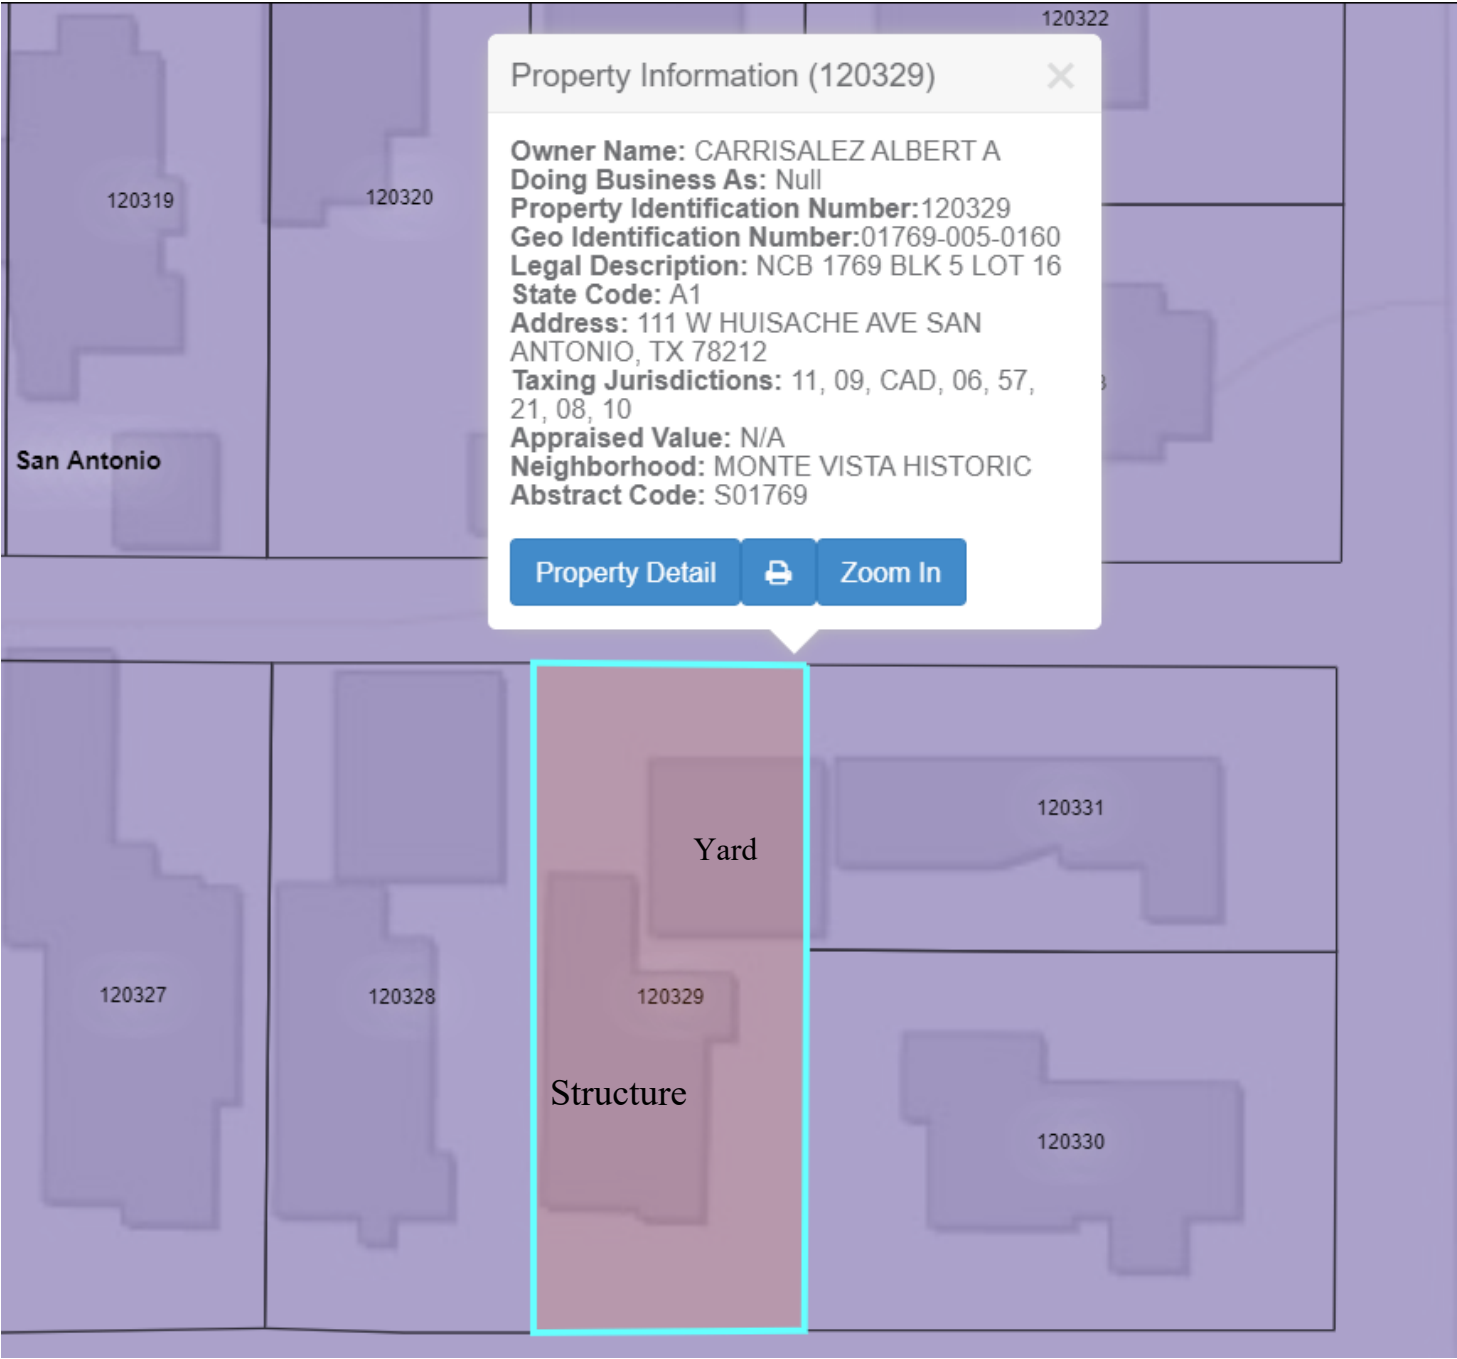 120322
Property Information (120329)
Owner Name: CARRISALEZ ALBERT A
Doing Business As: Null
Property Identification Number:120329
Geo Identification Number:01769-005-0160
Legal Description: NCB 1769 BLK 5 LOT 16
State Code: A1
Address: 111 W HUISACHE AVE SAN
ANTONIO, TX 78212
Taxing Jurisdictions: 11, 09, CAD, 06, 57,
21, 08, 10
Appraised Value: N/A
Neighborhood: MONTE VISTA HISTORIC
Abstract Code: S01769
Property Detail
Zoom In
120319
120320
San Antonio
120331
Yard
120327
120328
120329
Structure
120330